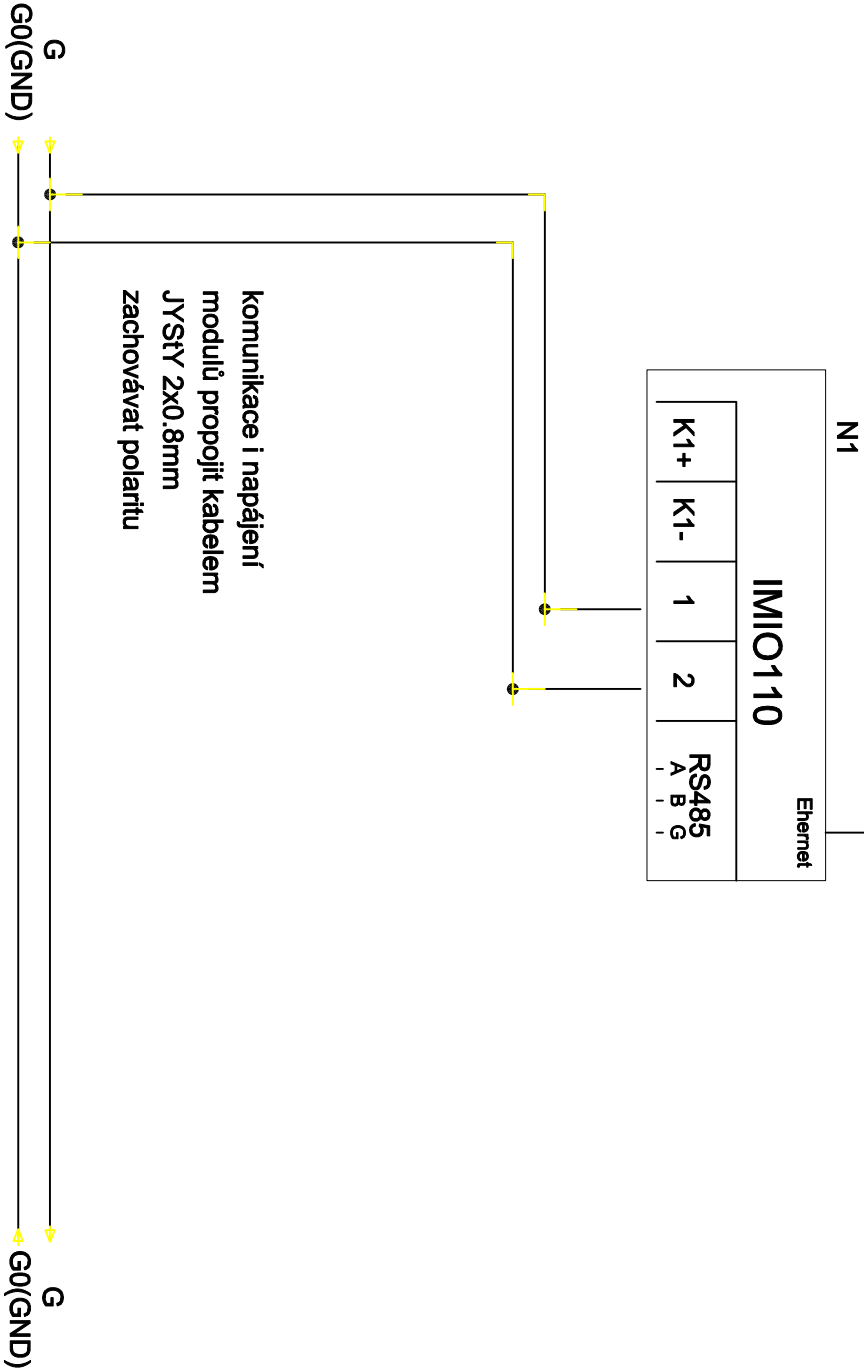 N1
IMIO110
Ehernet
K1+
K1-
1
2
RS485
A B G
komunikace i napájení
modulů propojit kabelem
JYStY 2x0.8mm
zachovávat polaritu
G
G
G0(GND)
G0(GND)